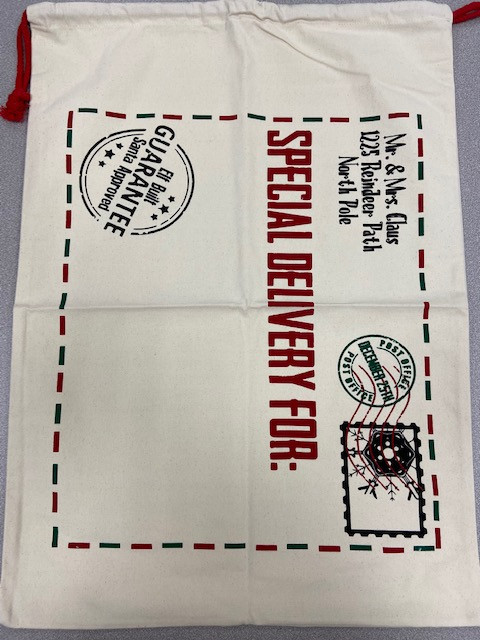 Mr. & Mrs. Claus
1225 Reindeer Path
North Pole
POST OFFICE
DECEMBER 25TH
POST OFFICE
SPECIAL DELIVERY FOR:
Elf Built
GUARANTEE
Santa Approved